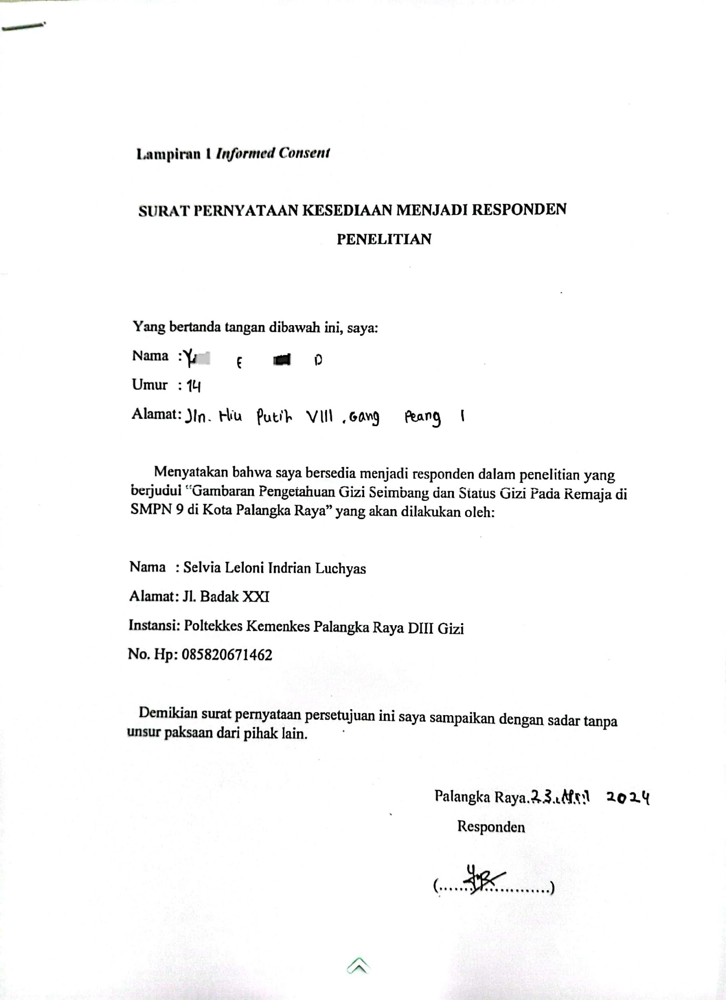 Lampiran 1 Informed Consent
SURAT PERNYATAAN KESEDIAAN MENJADI RESPONDEN
PENELITIAN
Yang bertanda tangan dibawah ini, saya:
Nama : E D
Umur : 14
Alamat: Jln. Hiu Putih VIII . Gang Peang I
Menyatakan bahwa saya bersedia menjadi responden dalam penelitian yang
berjudul “Gambaran Pengetahuan Gizi Seimbang dan Status Gizi Pada Remaja di
SMPN 9 di Kota Palangka Raya” yang akan dilakukan oleh:
Nama : Selvia Leloni Indrian Luchyas
Alamat: Jl. Badak XXI
Instansi: Poltekkes Kemenkes Palangka Raya DIII Gizi
No. Hp: 085820671462
Demikian surat pernyataan persetujuan ini saya sampaikan dengan sadar tanpa
unsur paksaan dari pihak lain.
Palangka Raya. 23. April 2024
Responden
(....................)